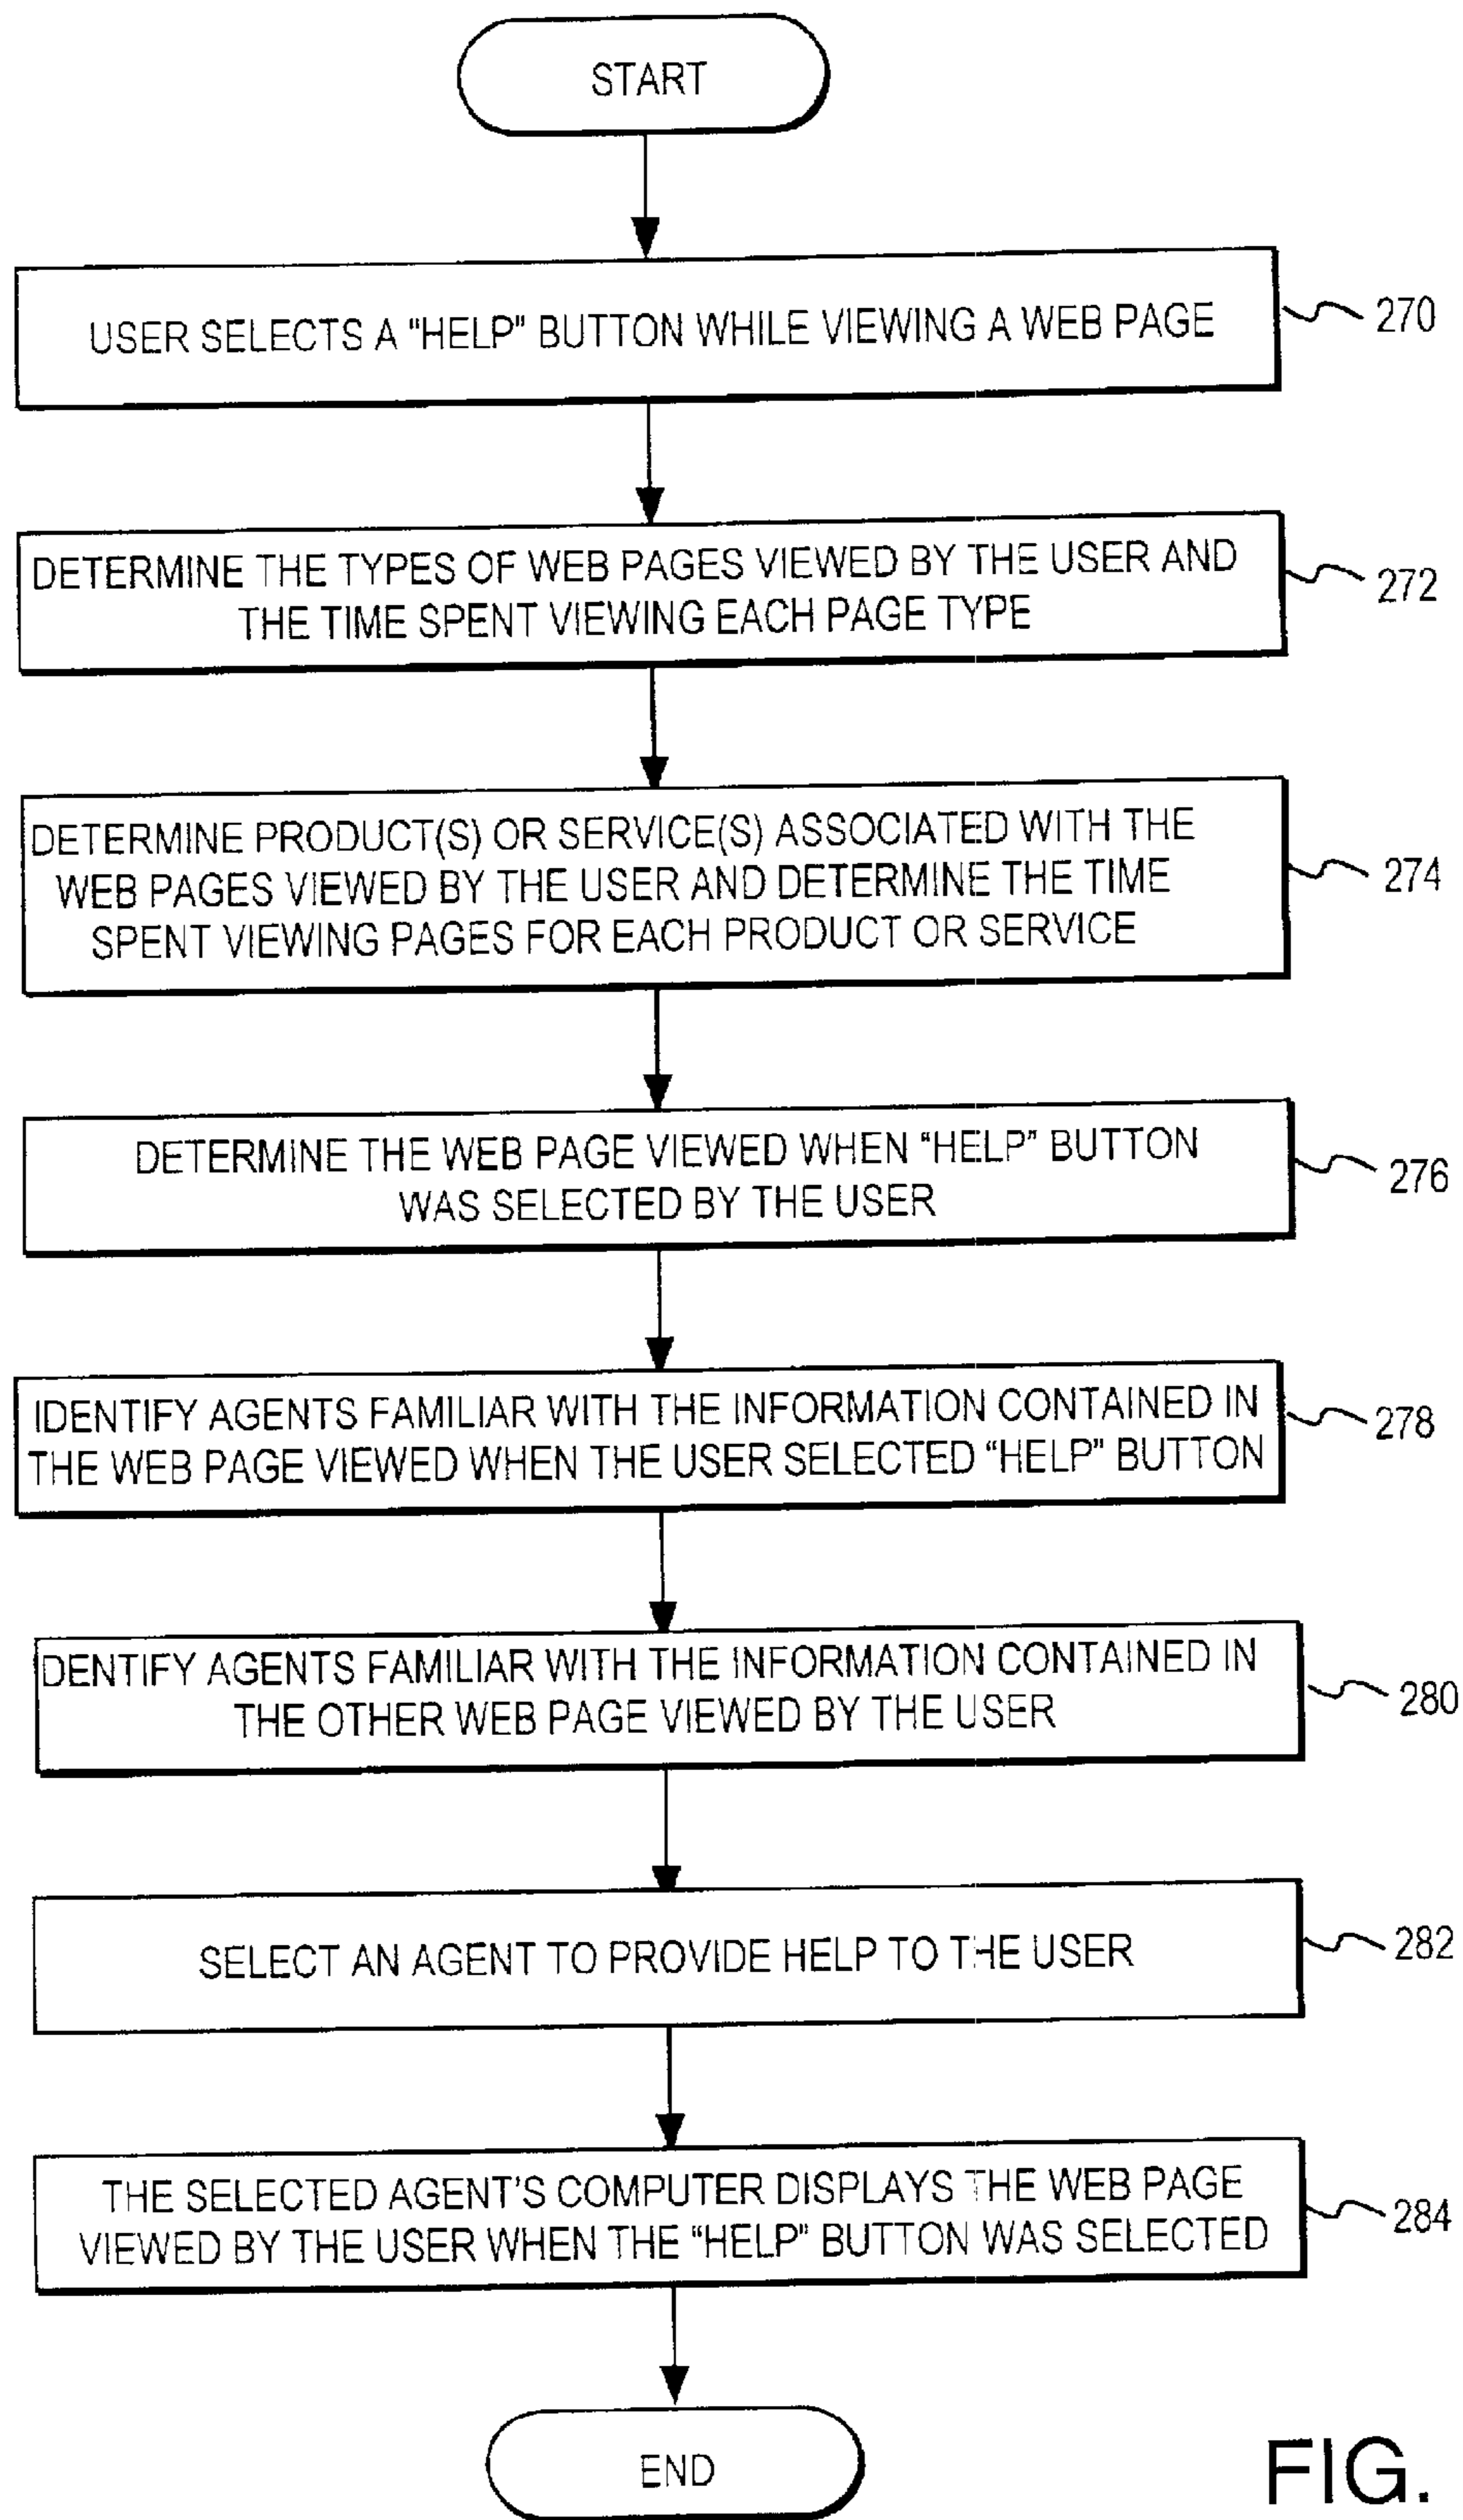 START
USER SELECTS A "HELP" BUTTON WHILE VIEWING A WEB PAGE
270
DETERMINE THE TYPES OF WEB PAGES VIEWED BY THE USER AND
THE TIME SPENT VIEWING EACH PAGE TYPE
272
DETERMINE PRODUCT(S) OR SERVICE(S) ASSOCIATED WITH THE
WEB PAGES VIEWED BY THE USER AND DETERMINE THE TIME
SPENT VIEWING PAGES FOR EACH PRODUCT OR SERVICE
274
DETERMINE THE WEB PAGE VIEWED WHEN "HELP" BUTTON
WAS SELECTED BY THE USER
276
IDENTIFY AGENTS FAMILIAR WITH THE INFORMATION CONTAINED IN
THE WEB PAGE VIEWED WHEN THE USER SELECTED "HELP" BUTTON
278
DENTIFY AGENTS FAMILIAR WITH THE INFORMATION CONTAINED IN
THE OTHER WEB PAGE VIEWED BY THE USER
280
SELECT AN AGENT TO PROVIDE HELP TO THE USER
282
THE SELECTED AGENT'S COMPUTER DISPLAYS THE WEB PAGE
VIEWED BY THE USER WHEN THE "HELP" BUTTON WAS SELECTED
284
END
FIG.